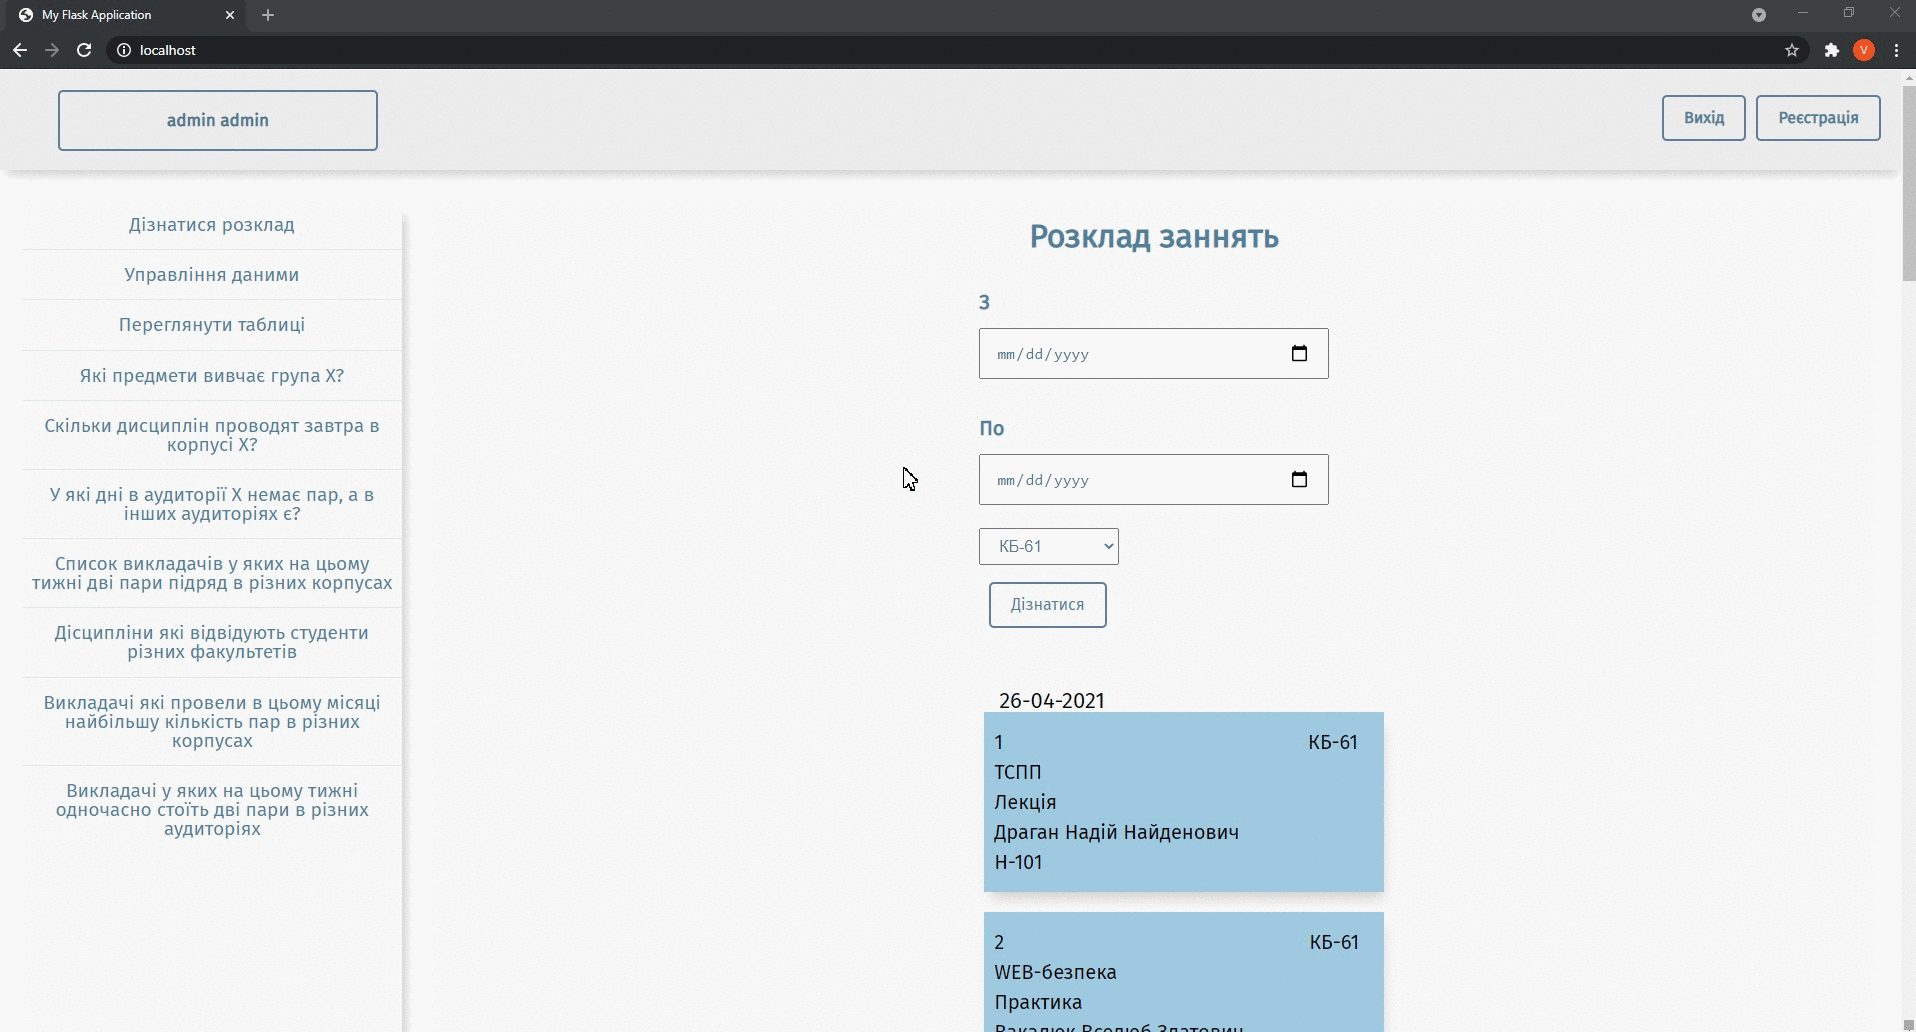 My Flask Application
localhost
V
admin admin
Вихід
Реєстрація
Дізнатися розклад
Управління даними
Переглянути таблиці
Які предмети вивчає група X?
Скільки дисциплін проводят завтра в
корпусі X?
У які дні в аудиторії X немає пар, а в
інших аудиторіях є?
Список викладачів у яких на цьому
тижні дві пари підряд в різних корпусах
Дісципліни які відвідують студенти
різних факультетів
Викладачі які провели в цьому місяці
найбільшу кількість пар в різних
корпусах
Викладачі у яких на цьому тижні
одночасно стоїть дві пари в різних
аудиторіях
Розклад заннять
З
mm/dd/yyyy
По
mm/dd/yyyy
КБ-61
Дізнатися
26-04-2021
1 КБ-61
ТСПП
Лекція
Драган Надій Найденович
Н-101
2 КБ-61
WEB-безпека
Практика